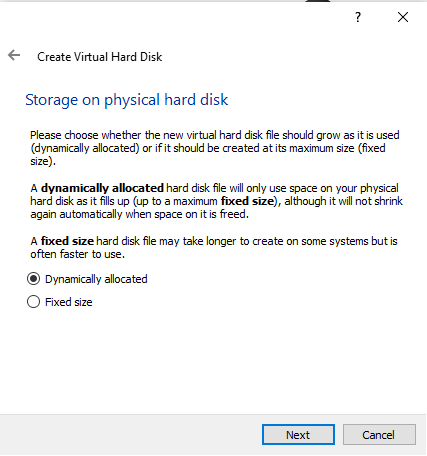 ?
Create Virtual Hard Disk
Storage on physical hard disk
Please choose whether the new virtual hard disk file should grow as it is used
(dynamically allocated) or if it should be created at its maximum size (fixed
size).
A dynamically allocated hard disk file will only use space on your physical
hard disk as it fills up (up to a maximum fixed size), although it will not shrink
again automatically when space on it is freed.
A fixed size hard disk file may take longer to create on some systems but is
often faster to use.
Dynamically allocated
Fixed size
Next
Cancel